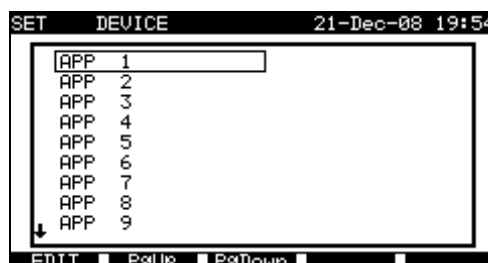 SET DEVICE 21-Dec-08 19:54
APP 1
APP 2
APP 3
APP 4
APP 5
APP 6
APP 7
APP 8
APP 9
EDIT PgUp PgDown